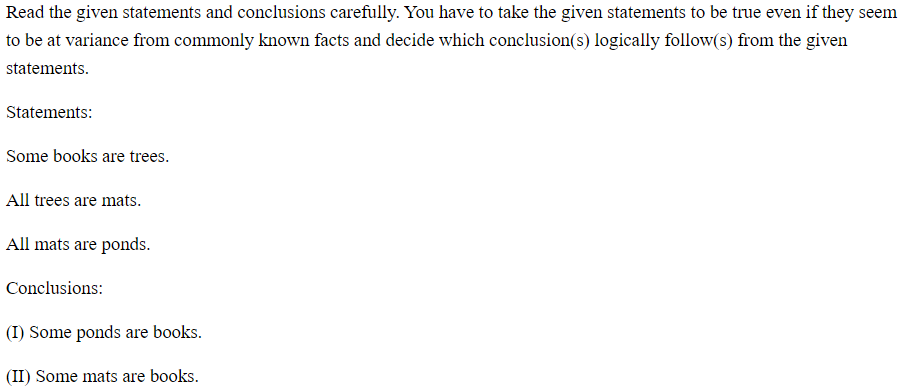 Read the given statements and conclusions carefully. You have to take the given statements to be true even if they seem
to be at variance from commonly known facts and decide which conclusion(s) logically follow(s) from the given
statements.
Statements:
Some books are trees.
All trees are mats.
All mats are ponds.
Conclusions:
(I) Some ponds are books.
(II) Some mats are books.